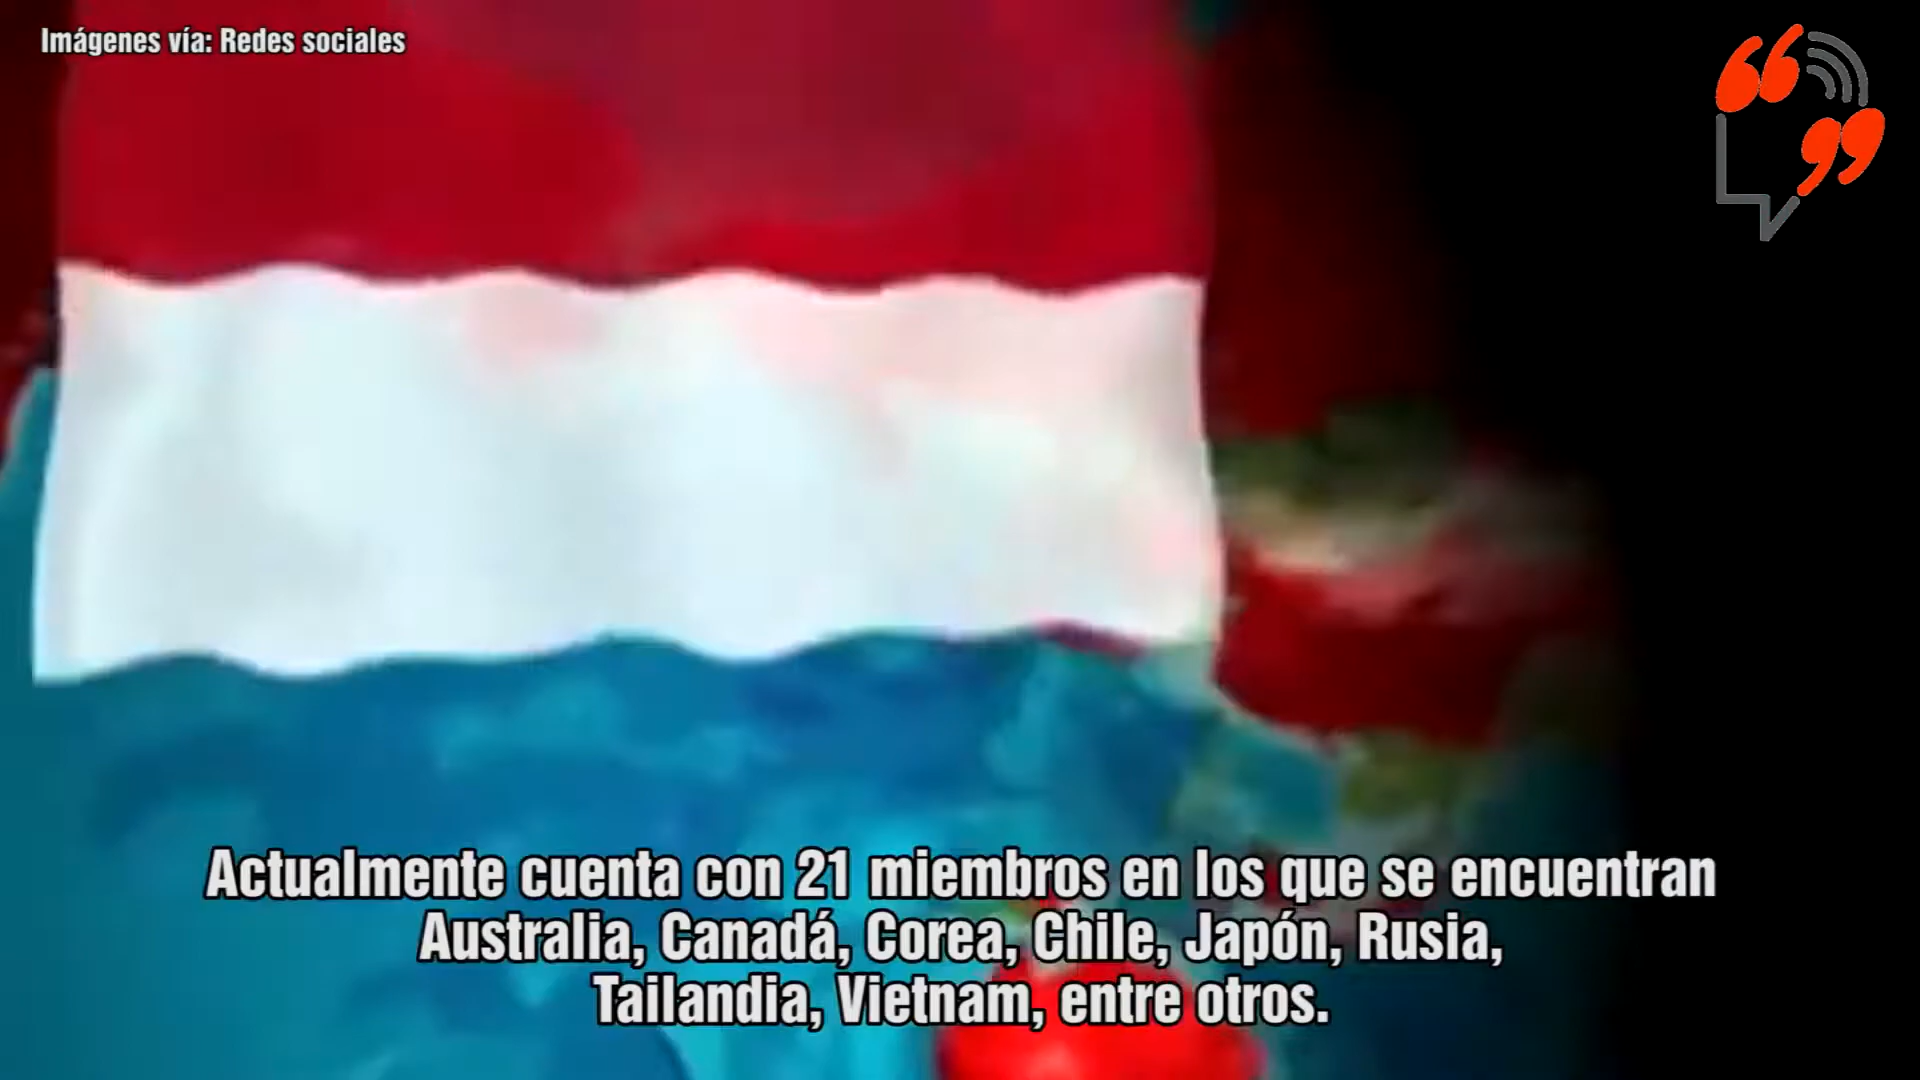 Imágenes vía: Redes sociales
Actualmente cuenta con 21 miembros en los que se encuentran
Australia, Canadá, Corea, Chile, Japón, Rusia,
Tailandia, Vietnam, entre otros.